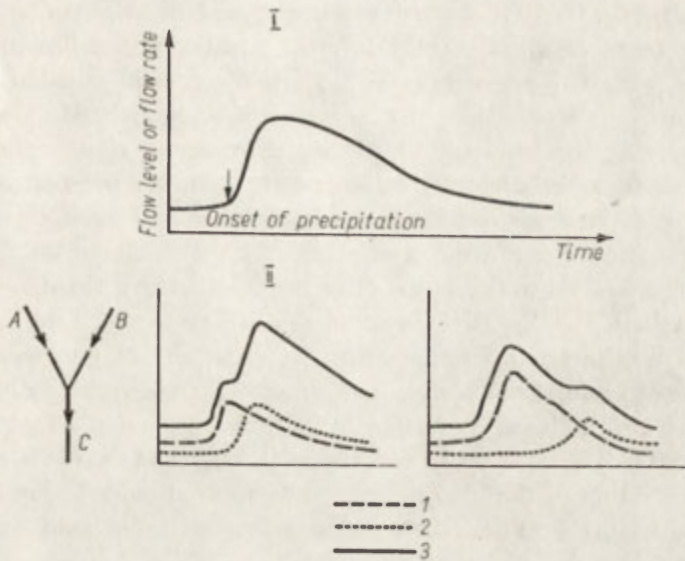 I
Flow level or flow rate
Onset of precipitation
Time
II
A
B
C
1
2
3